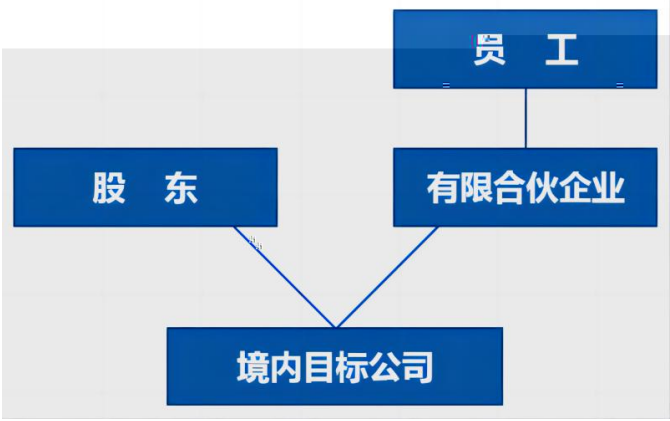 员 工
股 东
有限合伙企业
境内目标公司